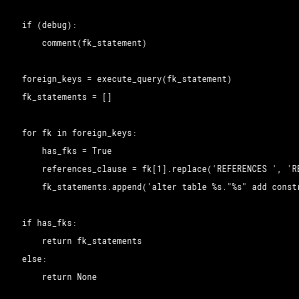 if (debug):
comment(fk_statement)
foreign_keys = execute_query(fk_statement)
fk_statements = []
for fk in foreign_keys:
has_fks = True
references_clause = fk[1].replace('REFERENCES ', 'RE
fk_statements.append('alter table %s."%s" add const
if has_fks:
return fk_statements
else:
return None